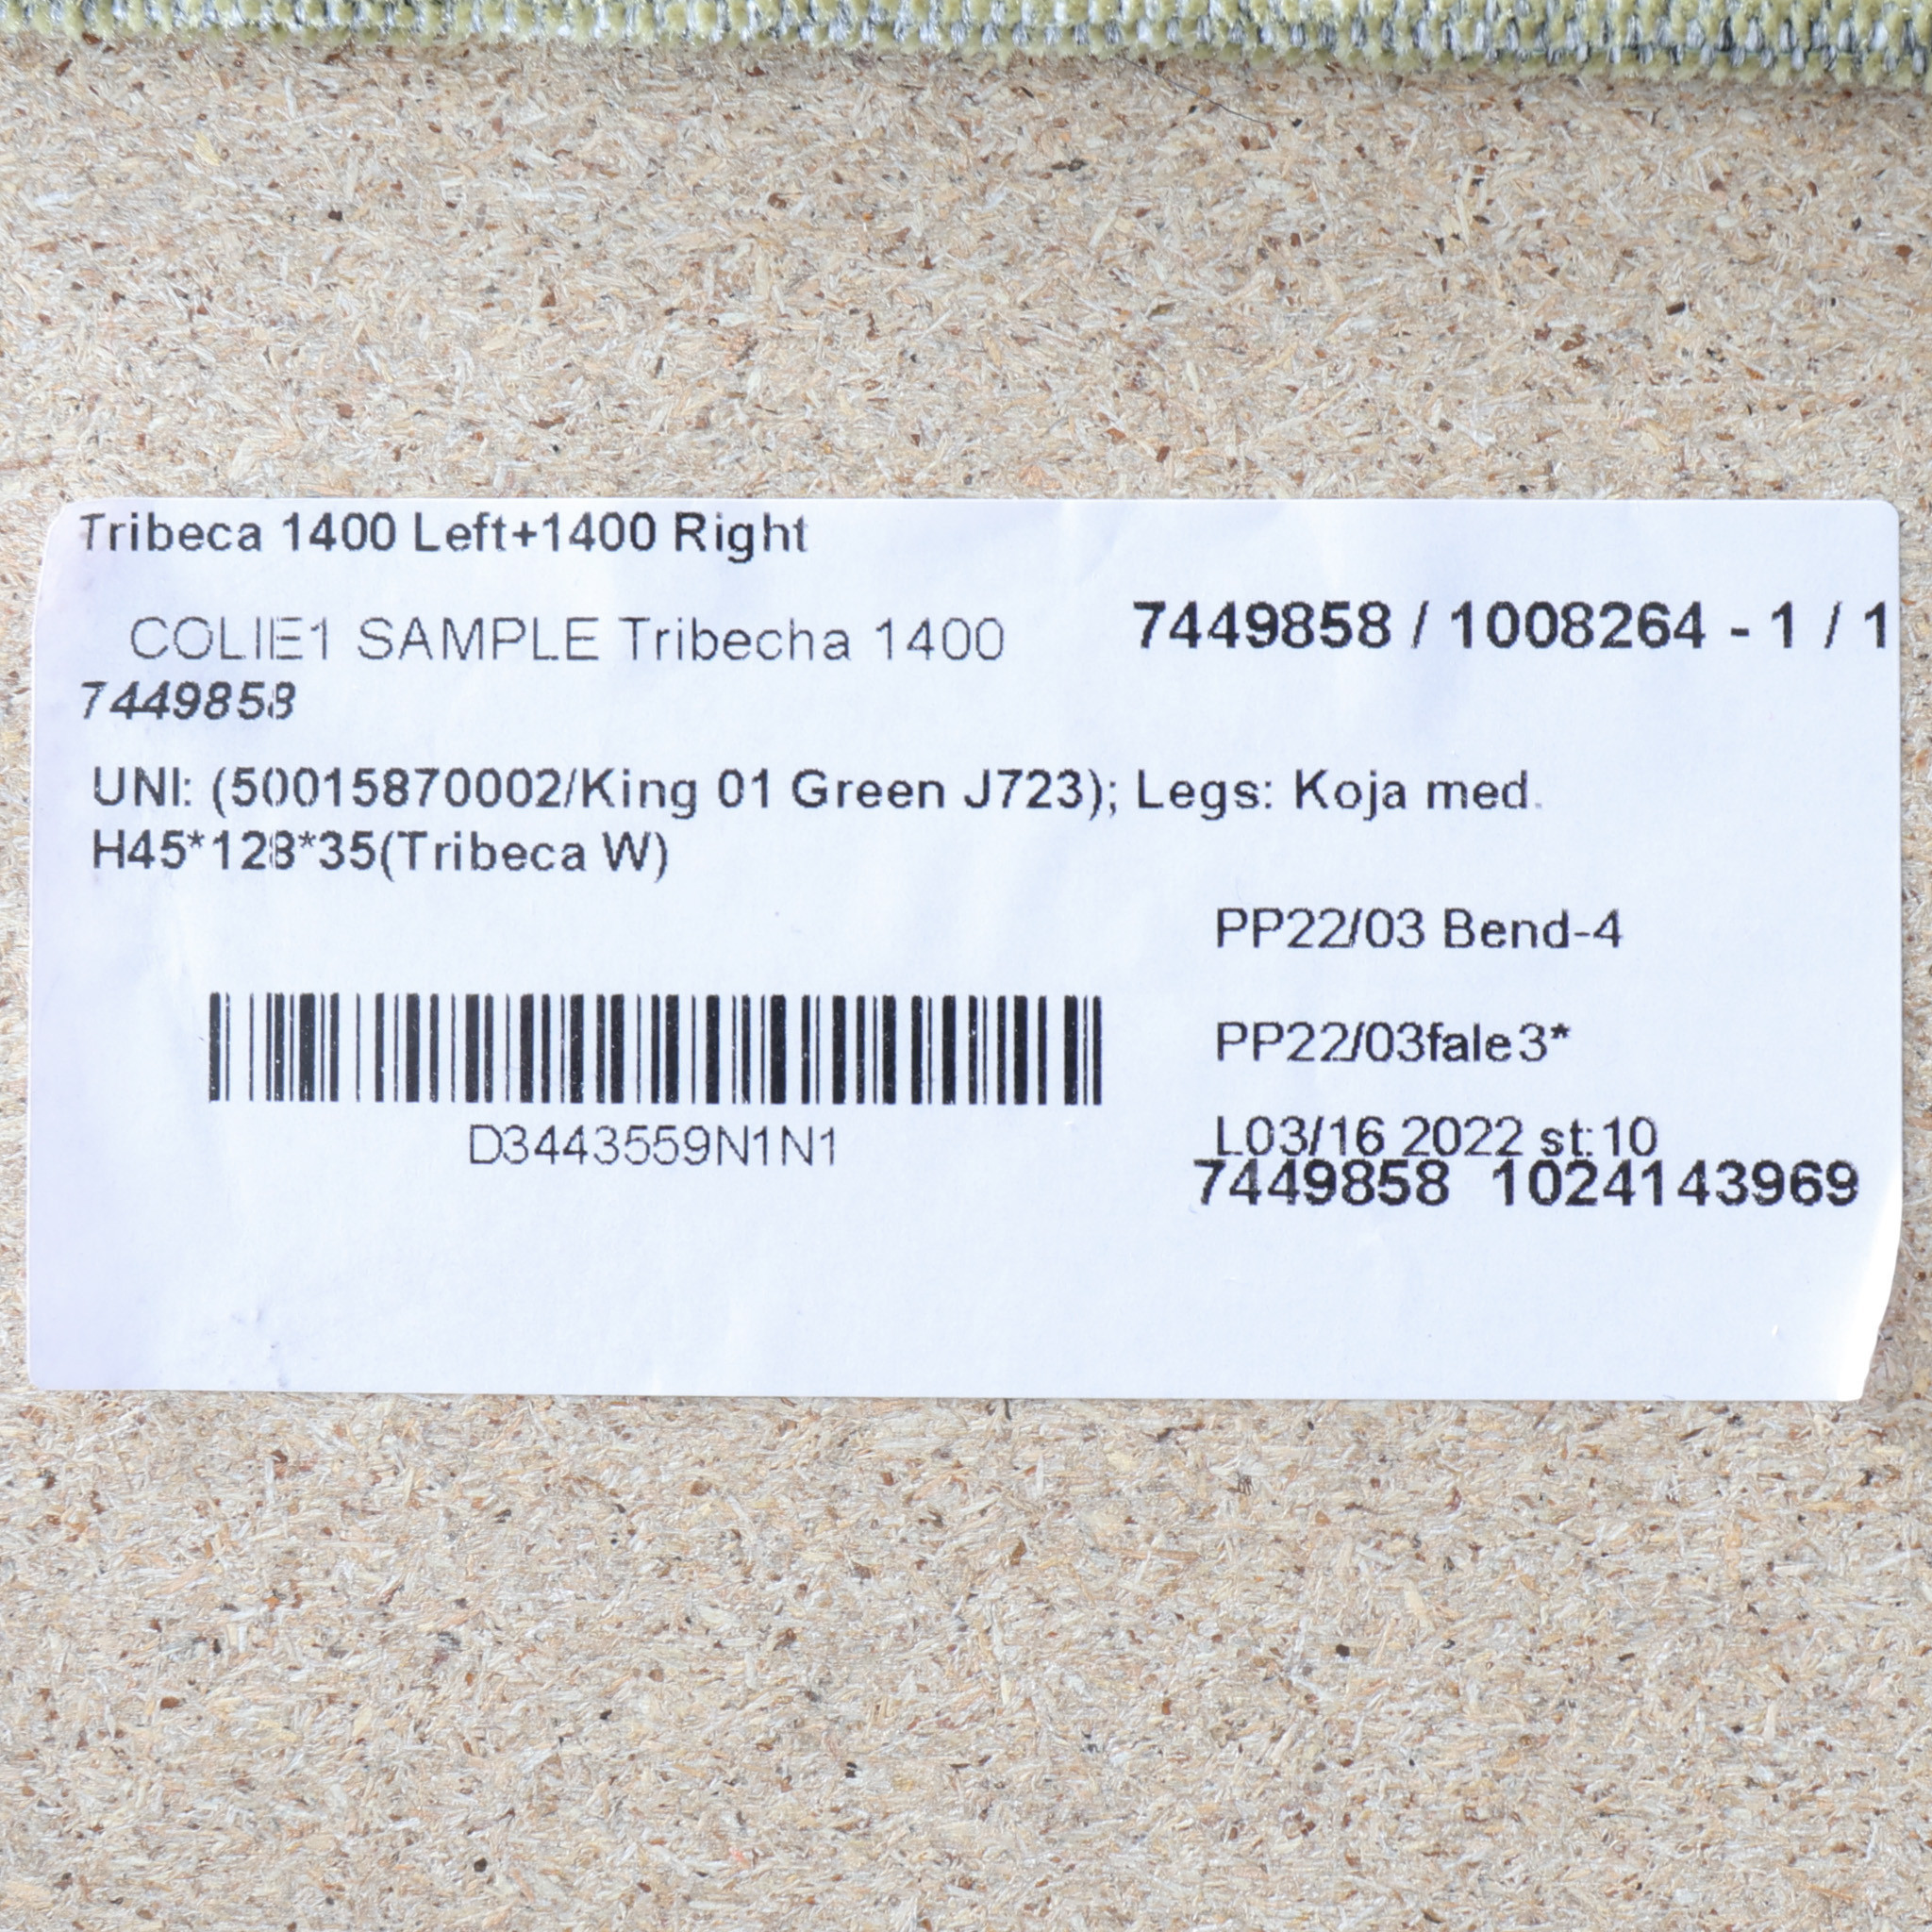 Tribeca 1400 Left+1400 Right
COLIE1 SAMPLE Tribecha 1400
7449858 / 1008264 - 1 / 1
7449858
UNI: (50015870002/King 01 Green J723); Legs: Koja med.
H45*128*35(Tribeca W)
PP22/03 Bend-4
PP22/03fale3*
D3443559N1N1
L03/16 2022 st:10
7449858 1024143969